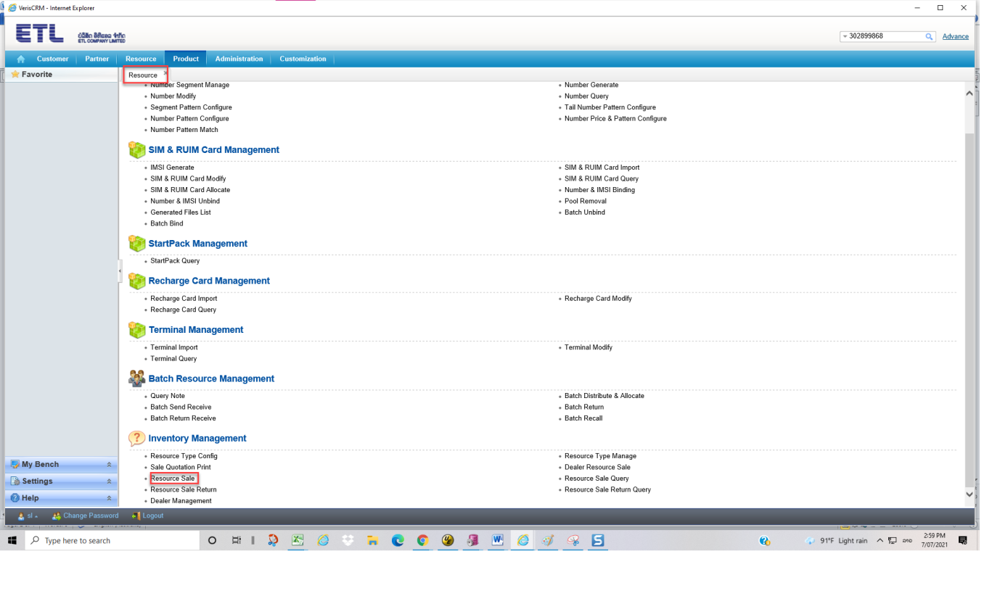 VerisCRM - Internet Explorer
ETL
ETL COMPANY LIMITED
302899868
Advance
Customer Partner Resource Product Administration Customization
Favorite
Resource
Number Segment Manage
Number Generate
Number Modify
Number Query
Segment Pattern Configure
Tail Number Pattern Configure
Number Pattern Configure
Number Price & Pattern Configure
Number Pattern Match
SIM & RUIM Card Management
IMSI Generate
SIM & RUIM Card Import
SIM & RUIM Card Modify
SIM & RUIM Card Query
SIM & RUIM Card Allocate
Number & IMSI Binding
Number & IMSI Unbind
Pool Removal
Generated Files List
Batch Unbind
Batch Bind
StartPack Management
StartPack Query
Recharge Card Management
Recharge Card Import
Recharge Card Modify
Recharge Card Query
Terminal Management
Terminal Import
Terminal Modify
Terminal Query
Batch Resource Management
Query Note
Batch Distribute & Allocate
Batch Send Receive
Batch Return
Batch Return Receive
Batch Recall
Inventory Management
Resource Type Config
Resource Type Manage
Sale Quotation Print
Dealer Resource Sale
Resource Sale
Resource Sale Query
Resource Sale Return
Resource Sale Return Query
Dealer Management
My Bench
Settings
Help
sl
Change Password
Logout
Type here to search
91°F Light rain
2:59 PM
7/07/2021